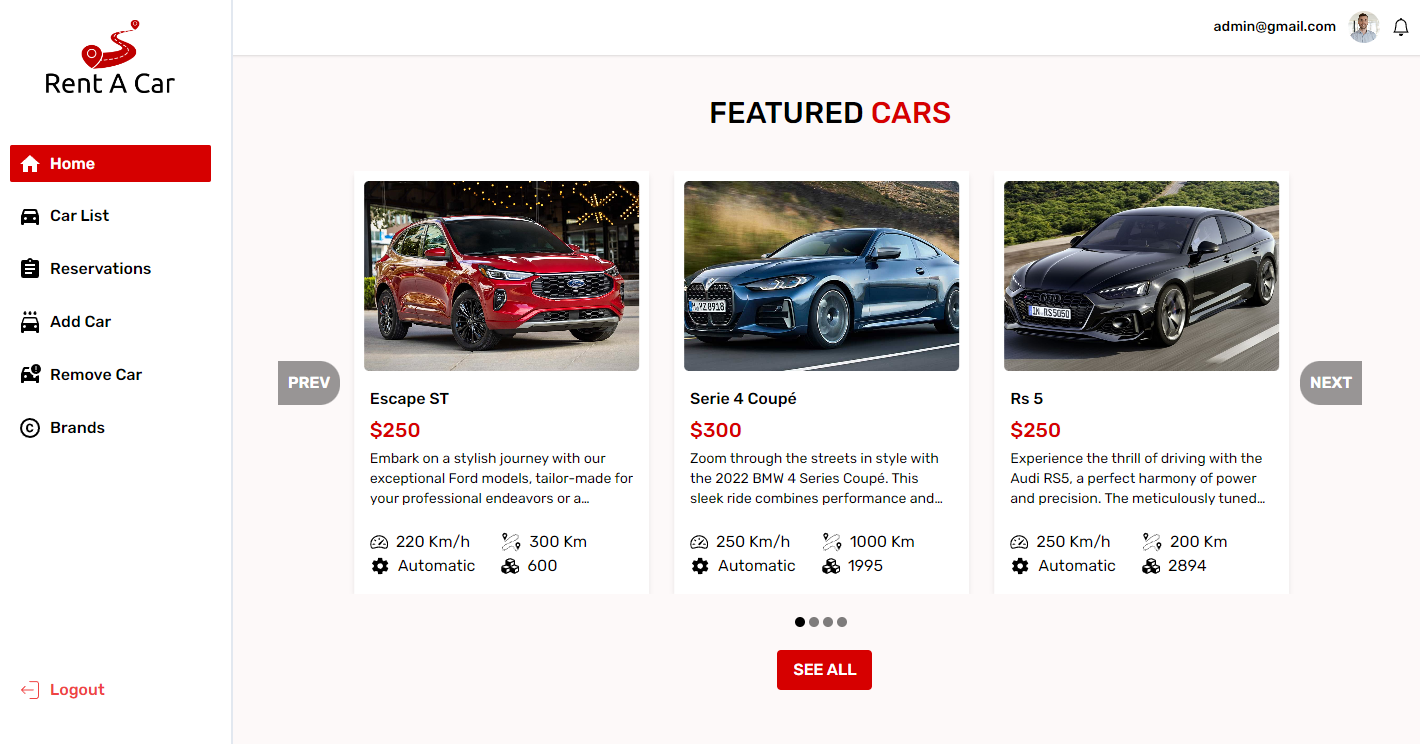 Rent A Car
admin@gmail.com
Home
Car List
Reservations
Add Car
Remove Car
Brands
Logout
FEATURED CARS
PREV
Ford
Escape ST
$250
Embark on a stylish journey with our
exceptional Ford models, tailor-made for
your professional endeavors or a…
220 Km/h
300 Km
Automatic
600
Serie 4 Coupé
$300
Zoom through the streets in style with
the 2022 BMW 4 Series Coupé. This
sleek ride combines performance and…
250 Km/h
1000 Km
Automatic
1995
IN RS5050
Rs 5
$250
Experience the thrill of driving with the
Audi RS5, a perfect harmony of power
and precision. The meticulously tuned…
250 Km/h
200 Km
Automatic
2894
NEXT
SEE ALL